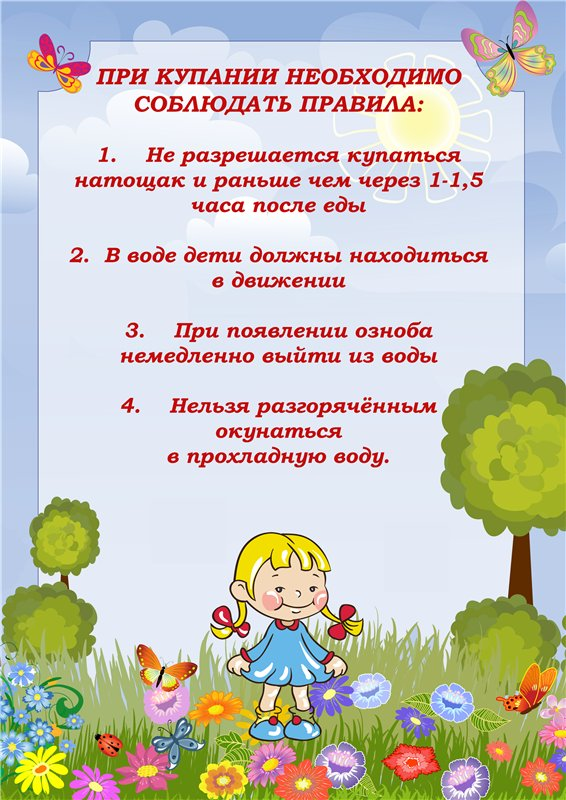 ПРИ КУПАНИИ НЕОБХОДИМО
СОБЛЮДАТЬ ПРАВИЛА:
1. Не разрешается купаться
натощак и раньше чем через 1-1,5
часа после еды
2. В воде дети должны находиться
в движении
3. При появлении озноба
немедленно выйти из воды
4. Нельзя разгорячённым
окунаться
в прохладную воду.